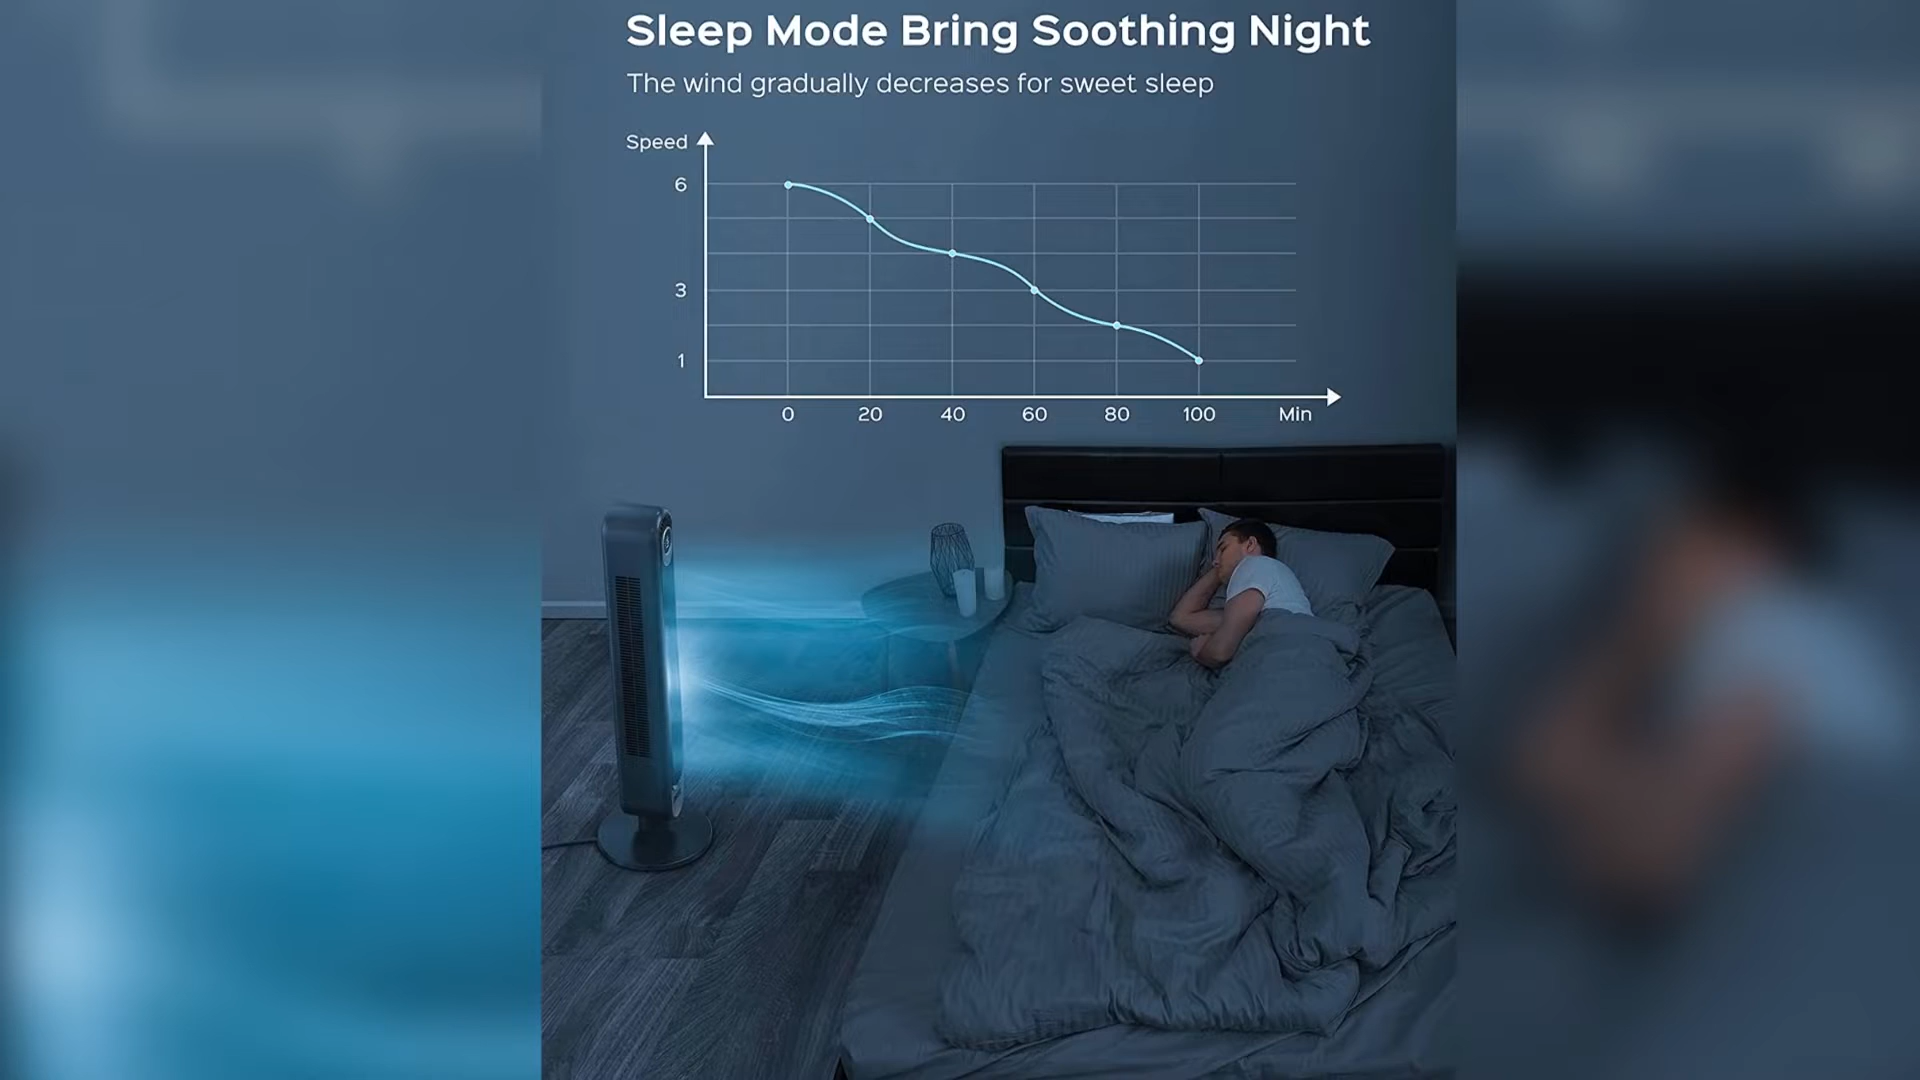 Sleep Mode Bring Soothing Night
The wind gradually decreases for sweet sleep
Speed
6
3
1
0 20 40 60 80 100 Min